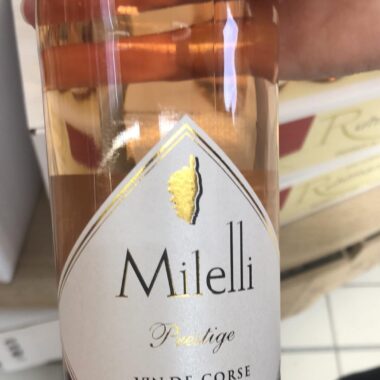 Milelli
Prestige
VIN DE CORSE